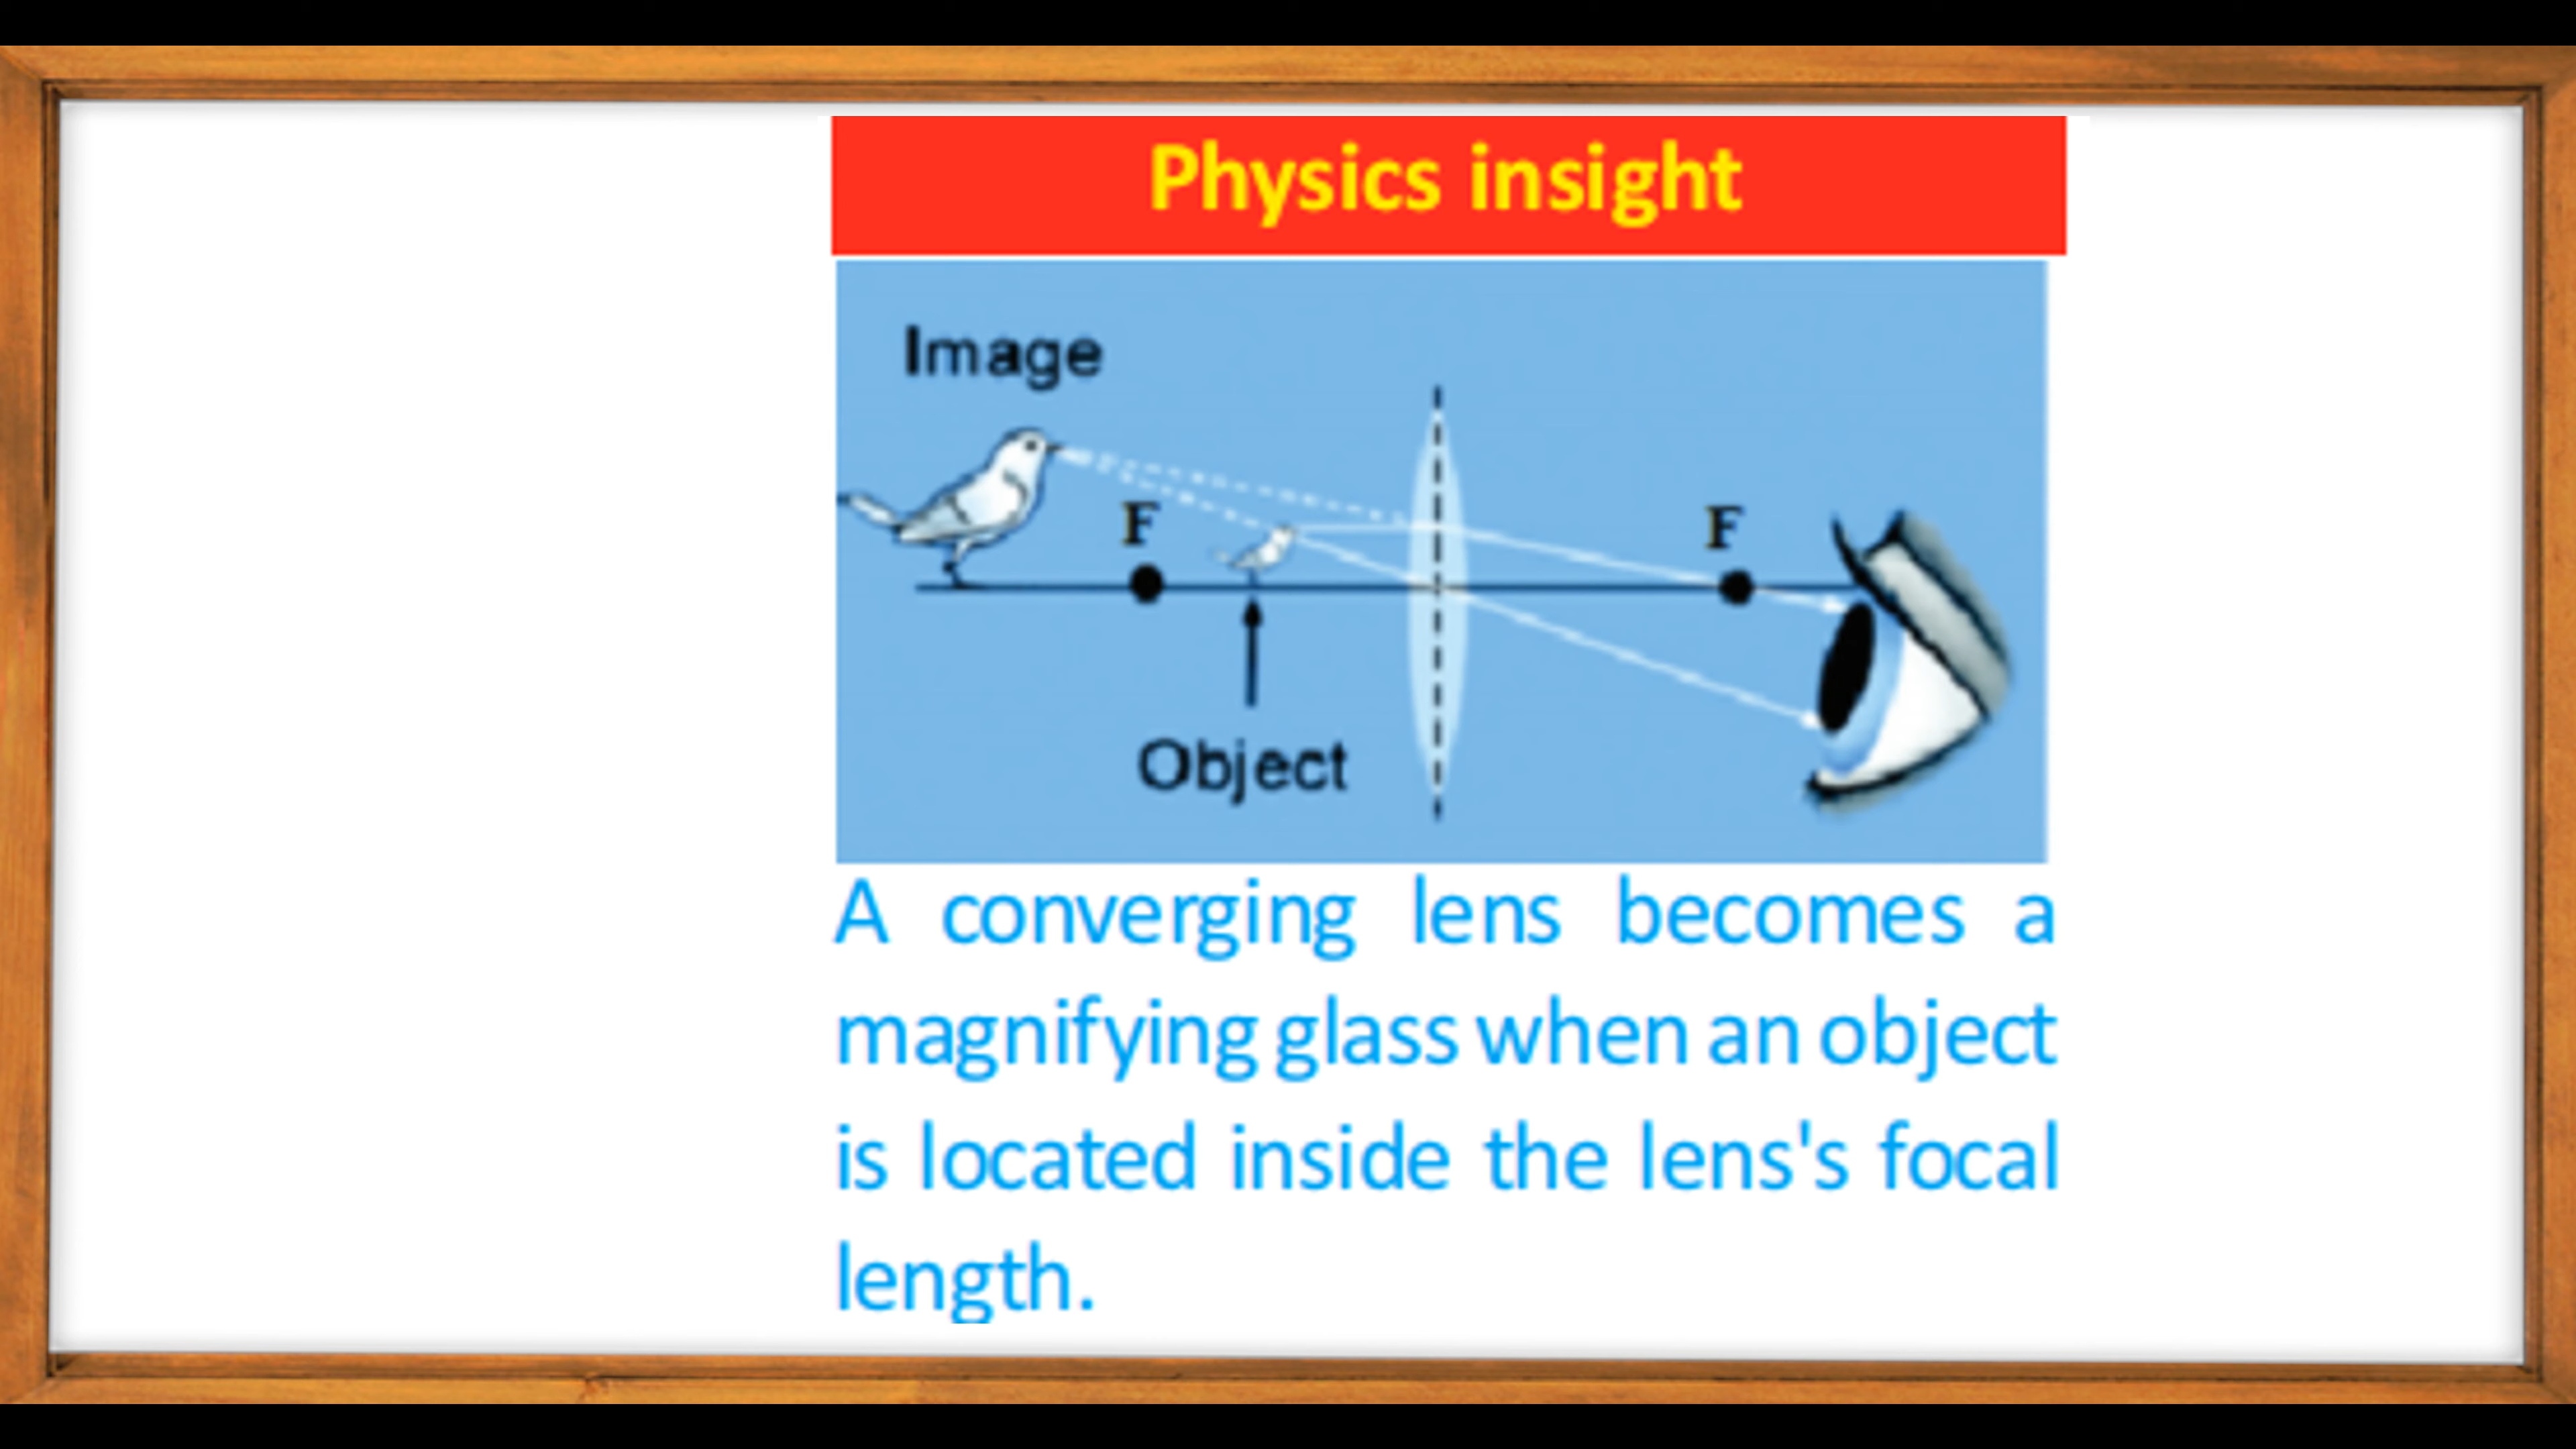 Physics insight
Image
F
F
Object
A converging lens becomes a
magnifying glass when an object
is located inside the lens's focal
length.